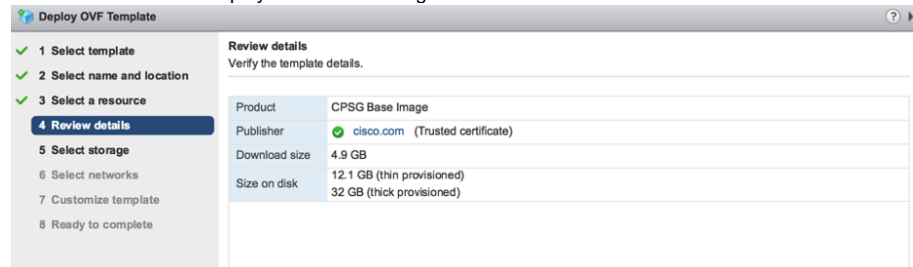 Deploy OVF Template
1 Select template
2 Select name and location
3 Select a resource
4 Review details
5 Select storage
6 Select networks
7 Customize template
8 Ready to complete
Review details
Verify the template details.
Product CPSG Base Image
Publisher cisco.com (Trusted certificate)
Download size 4.9 GB
Size on disk 12.1 GB (thin provisioned)
32 GB (thick provisioned)